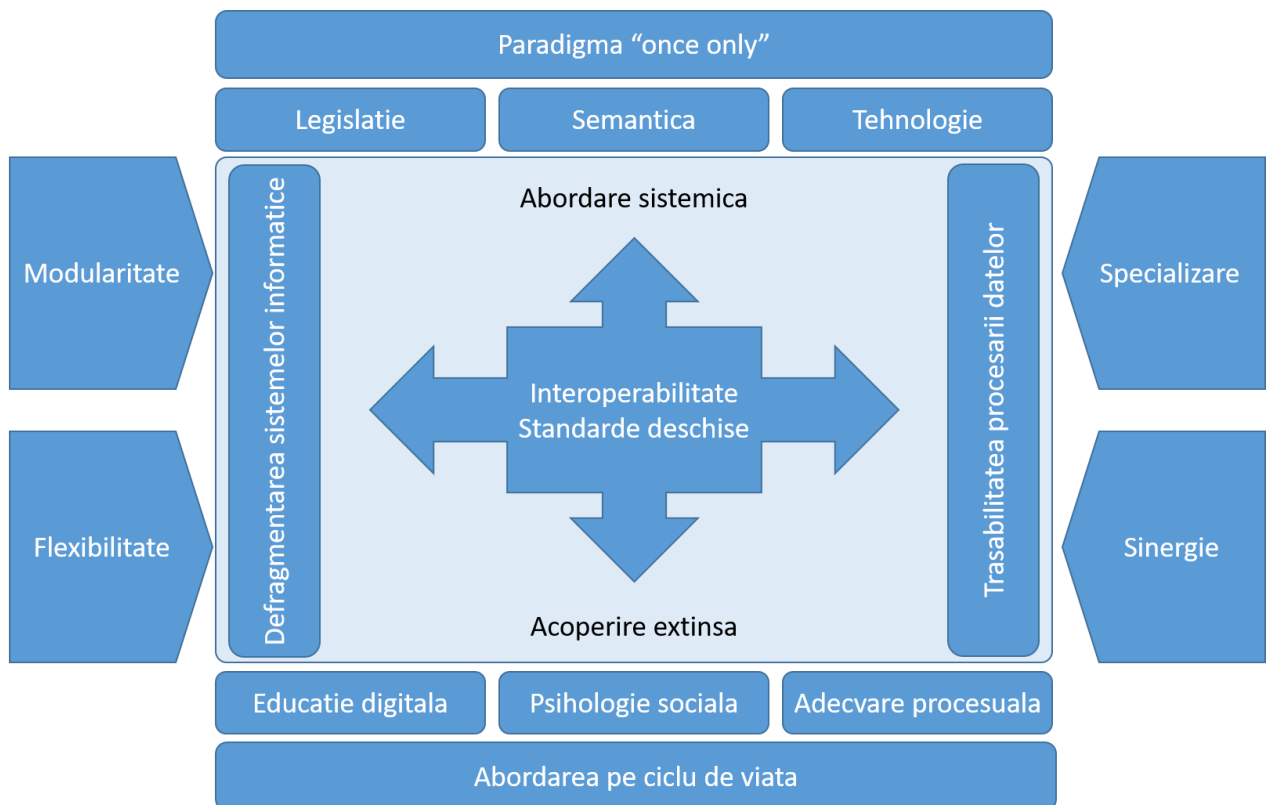 Paradigma “once only”
Legislatie
Semantica
Tehnologie
Modularitate
Flexibilitate
Defragmentarea sistemelor informatice
Abordare sistemica
Interoperabilitate
Standarde deschise
Acoperire extinsa
Trasabilitatea procesarii datelor
Specializare
Sinergie
Educatie digitala
Psihologie sociala
Adecvare procesuala
Abordarea pe ciclu de viata